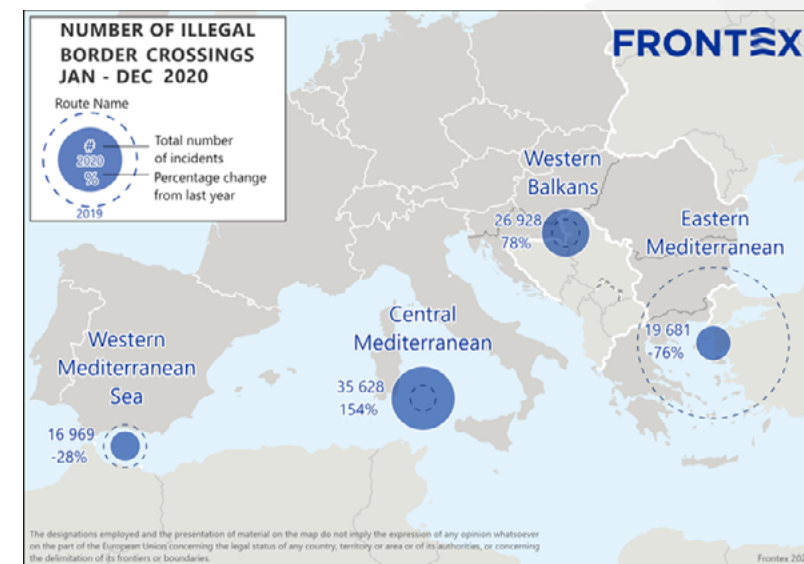 NUMBER OF ILLEGAL
BORDER CROSSINGS
JAN - DEC 2020
Route Name
#
2020
%
Total number
of incidents
Percentage change
from last year
2019
FRONTEX
Western
Balkans
26 928
78%
Eastern
Mediterranean
19 681
-76%
Central
Mediterranean
35 628
154%
Western
Mediterranean
Sea
16 969
-28%
The designations employed and the presentation of material on the map do not imply the expression of any opinion whatsoever
on the part of the European Union concerning the legal status of any country, territory or area or of its authorities, or concerning
the delimitation of its frontiers or boundaries.
Frontex 202